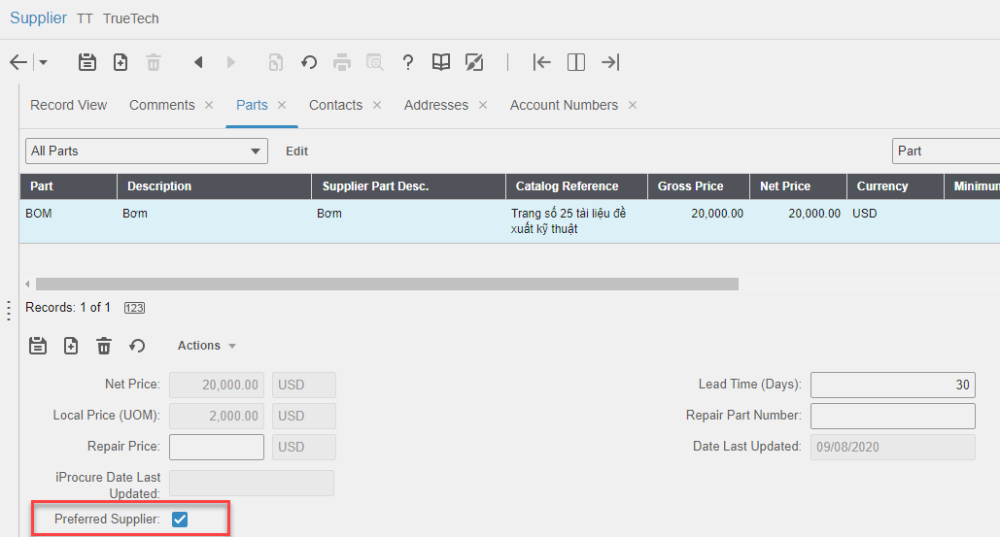 Supplier TT TrueTech
Record View Comments Parts Contacts Addresses Account Numbers
All Parts Edit Part
Part Description Supplier Part Desc. Catalog Reference Gross Price Net Price Currency Minimum
BOM Bơm Bơm Trang số 25 tài liệu đề 20,000.00 20,000.00 USD
xuất kỹ thuật
Records: 1 of 1 123
Actions
Net Price: 20,000.00 USD Lead Time (Days): 30
Local Price (UOM): 2,000.00 USD Repair Part Number:
Repair Price: USD Date Last Updated: 09/08/2020
iProcure Date Last
Updated:
Preferred Supplier: